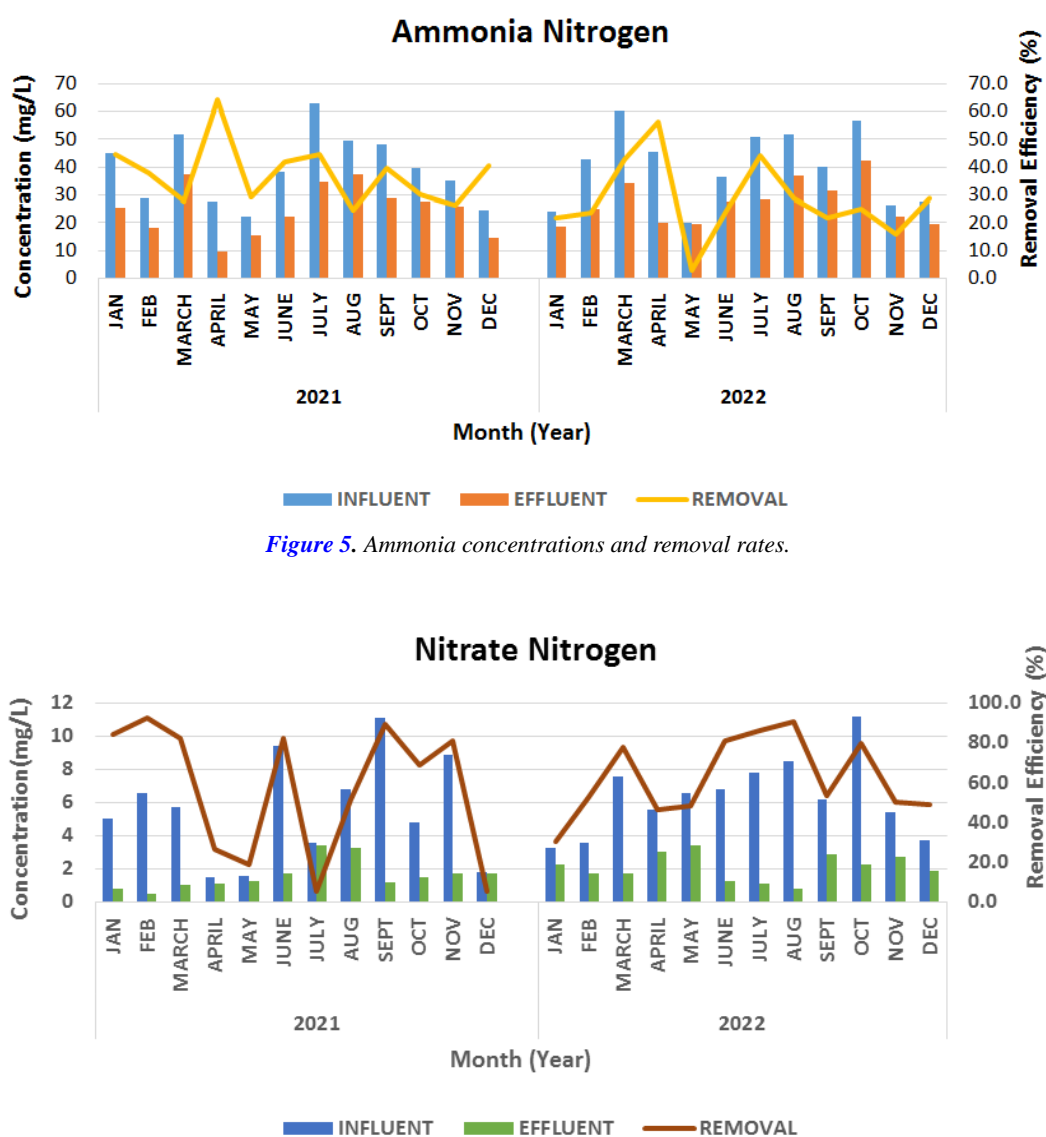 Ammonia Nitrogen
Concentration (mg/L)
70
60
50
40
30
20
10
0
70.0
60.0
50.0
40.0
30.0
20.0
10.0
0.0
Removal Efficiency (%)
JAN
FEB
MARCH
APRIL
MAY
JUNE
JULY
AUG
SEPT
OCT
NOV
DEC
JAN
FEB
MARCH
APRIL
MAY
JUNE
JULY
AUG
SEPT
OCT
NOV
DEC
2021
2022
Month (Year)
INFLUENT EFFLUENT REMOVAL
Figure 5. Ammonia concentrations and removal rates.
Nitrate Nitrogen
Concentration(mg/L)
12
10
8
6
4
2
0
100.0
80.0
60.0
40.0
20.0
0.0
Removal Efficiency (%)
JAN
FEB
MARCH
APRIL
MAY
JUNE
JULY
AUG
SEPT
OCT
NOV
DEC
JAN
FEB
MARCH
APRIL
MAY
JUNE
JULY
AUG
SEPT
OCT
NOV
DEC
2021
2022
Month (Year)
INFLUENT EFFLUENT REMOVAL